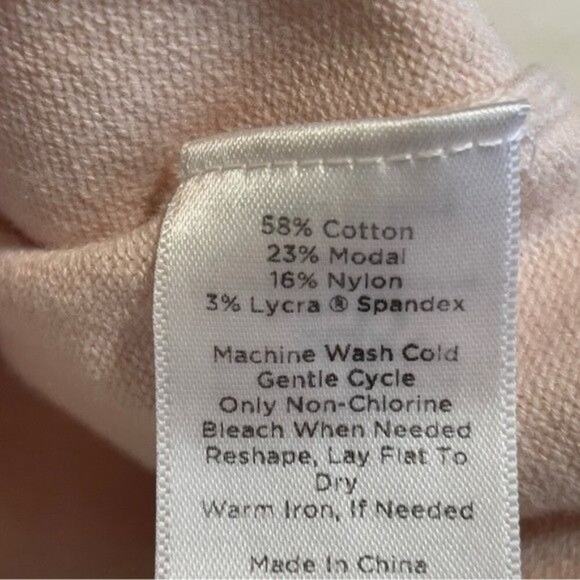 58% Cotton
23% Modal
16% Nylon
3% Lycra ® Spandex
Machine Wash Cold
Gentle Cycle
Only Non-Chlorine
Bleach When Needed
Reshape, Lay Flat To
Dry
Warm Iron, If Needed
Made In China